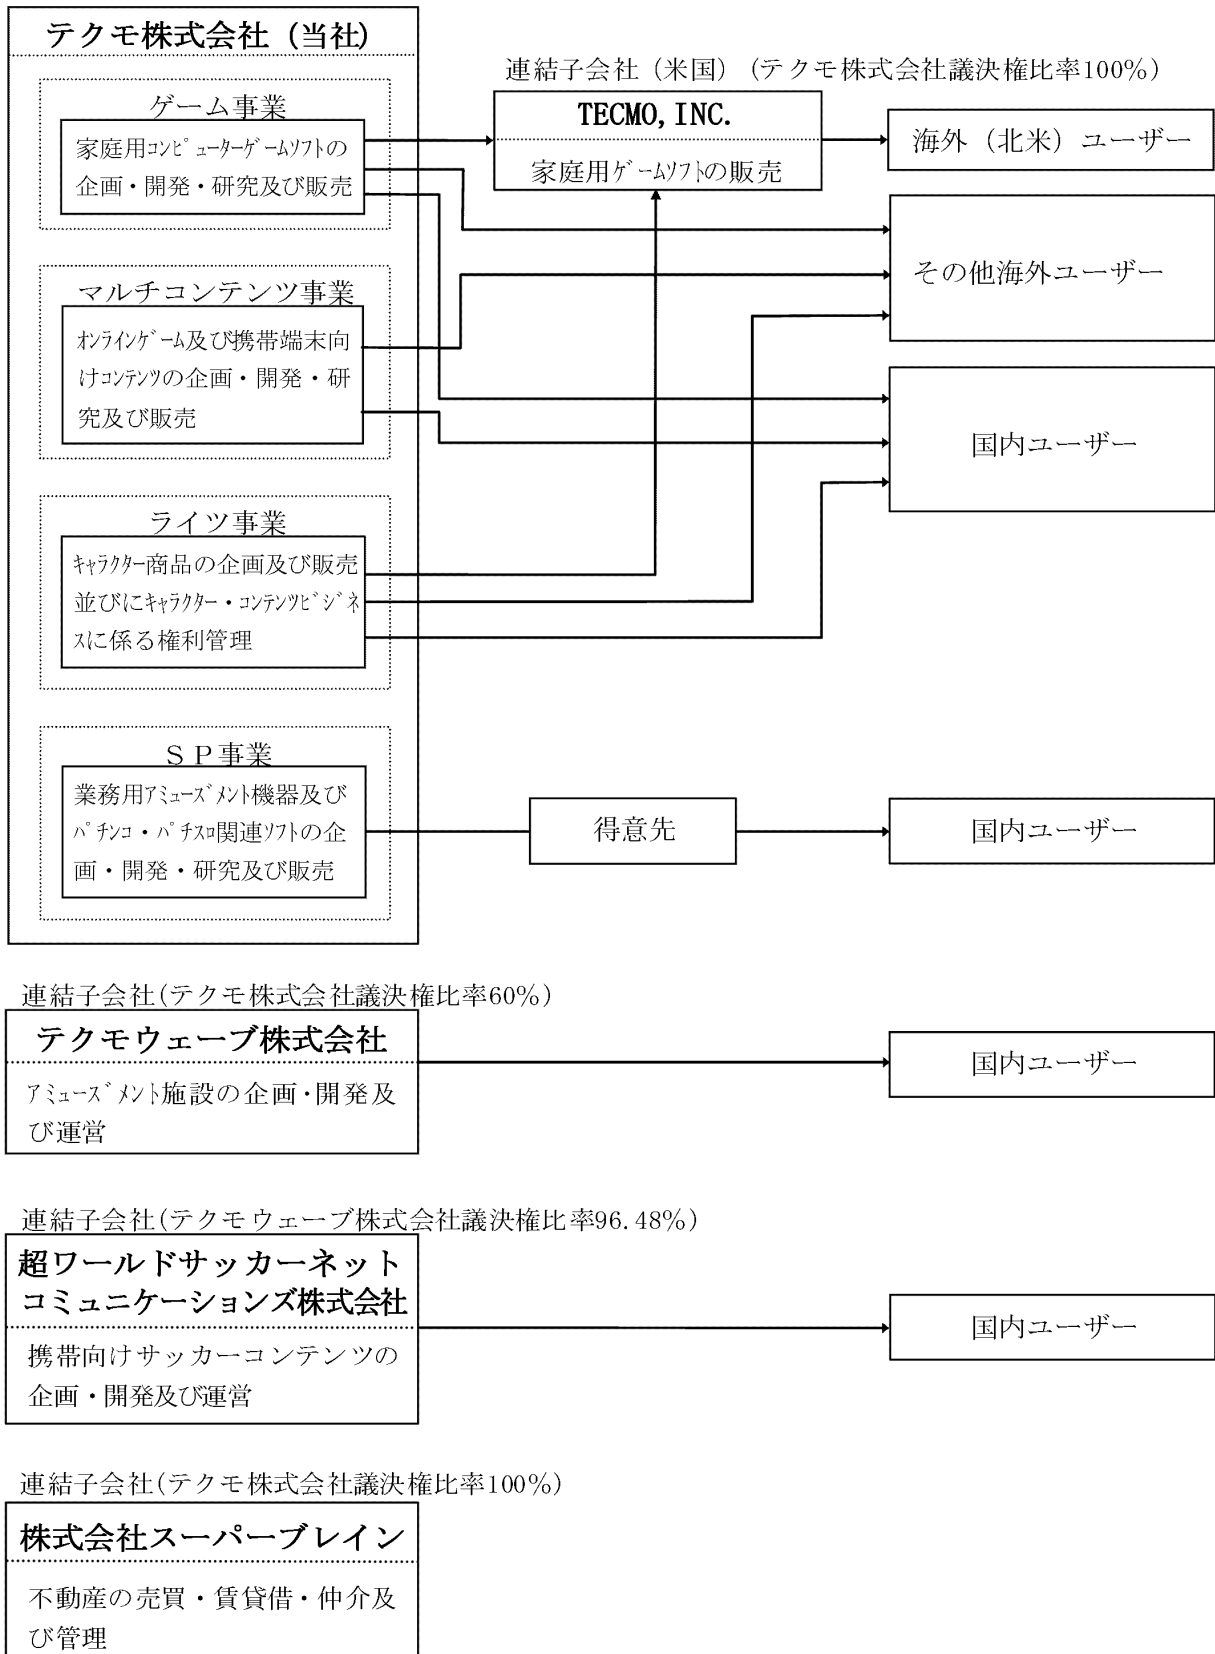 テクモ株式会社（当社）
連結子会社（米国）（テクモ株式会社議決権比率100%）
ゲーム事業
家庭用ｺﾝﾋﾟｭｰﾀｰｹﾞｰﾑｿﾌﾄの
企画・開発・研究及び販売
TECMO, INC.
家庭用ｹﾞｰﾑｿﾌﾄの販売
海外（北米）ユーザー
その他海外ユーザー
マルチコンテンツ事業
ｵﾝﾗｲﾝｹﾞｰﾑ及び携帯端末向
けｺﾝﾃﾝﾂの企画・開発・研
究及び販売
国内ユーザー
ライツ事業
ｷｬﾗｸﾀｰ商品の企画及び販売
並びにｷｬﾗｸﾀｰ・ｺﾝﾃﾝﾂﾋﾞｼﾞﾈ
ｽに係る権利管理
ＳＰ事業
業務用ｱﾐｭｰｽﾞﾒﾝﾄ機器及び
ﾊﾟﾁﾝｺ・ﾊﾟﾁｽﾛ関連ｿﾌﾄの企
画・開発・研究及び販売
得意先
国内ユーザー
連結子会社(テクモ株式会社議決権比率60%)
テクモウェーブ株式会社
ｱﾐｭｰｽﾞﾒﾝﾄ施設の企画・開発及
び運営
国内ユーザー
連結子会社(テクモウェーブ株式会社議決権比率96.48%)
超ワールドサッカーネット
コミュニケーションズ株式会社
携帯向けサッカーコンテンツの
企画・開発及び運営
国内ユーザー
連結子会社(テクモ株式会社議決権比率100%)
株式会社スーパーブレイン
不動産の売買・賃貸借・仲介及
び管理